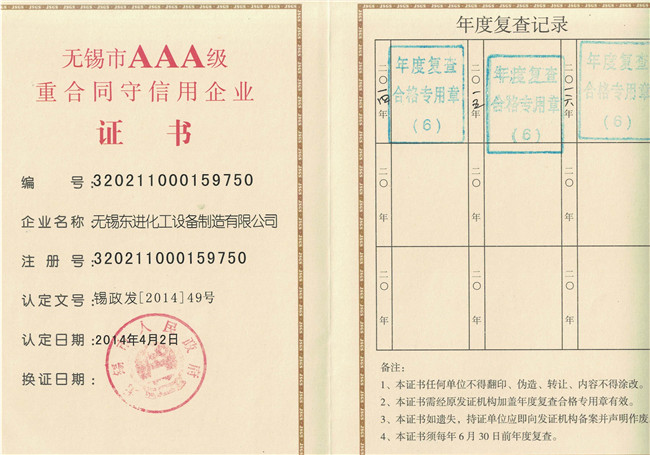 无锡市AAA级
重合同守信用企业
证 书
编 号:320211000159750
企业名称:无锡东进化工设备制造有限公司
注 册 号:320211000159750
认定文号:锡政发[2014]49号
认定日期:2014年4月2日
换证日期:
无锡市人民政府
年度复查记录
二〇一四年
年度复查
合格专用章
(6)
二〇一五年
年度复查
合格专用章
(6)
二〇一六年
年度复查
合格专用章
(6)
二〇 年
二〇 年
二〇 年
二〇 年
二〇 年
二〇 年
备注:
1、本证书任何单位不得翻印、伪造、转让、内容不得涂改。
2、本证书需经原发证机构加盖年度复查合格专用章有效。
3、本证书如遗失，持证单位应即向发证机构备案并声明作废
4、本证书须每年6月30日前年度复查。